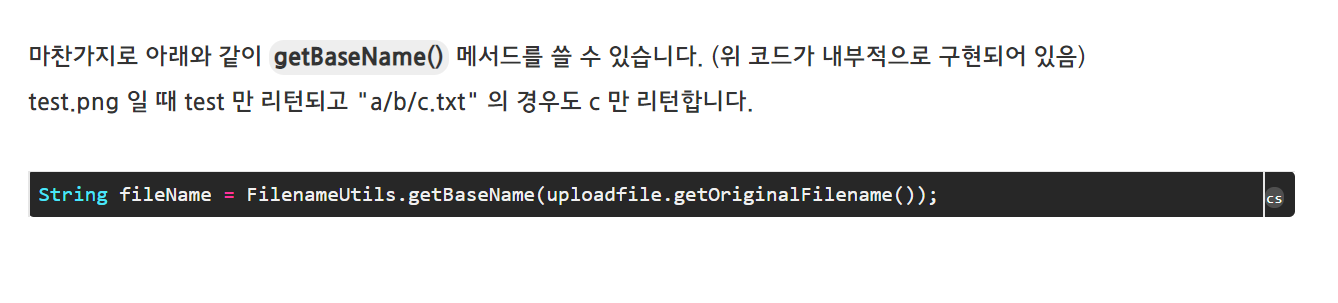 마찬가지로 아래와 같이 getBaseName() 메서드를 쓸 수 있습니다. (위 코드가 내부적으로 구현되어 있음)
test.png 일 때 test 만 리턴되고 "a/b/c.txt" 의 경우도 c 만 리턴합니다.
String fileName = FilenameUtils.getBaseName(uploadfile.getOriginalFilename());
cs